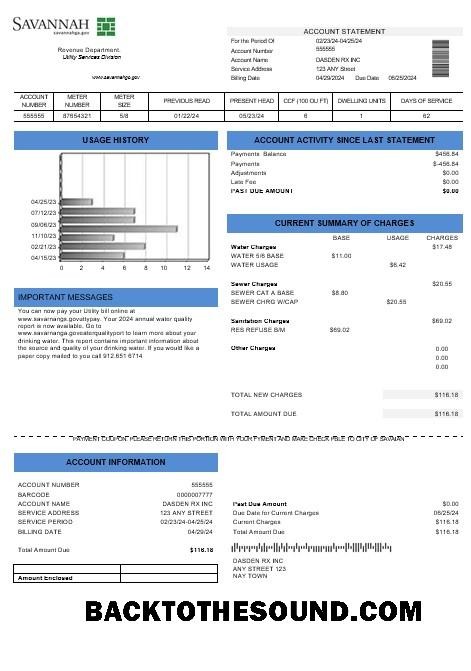 SAVANNAH
savannahga.gov
Revenue Department.
Utility Services Division
www.savannahga.gov
ACCOUNT STATEMENT
For the Period Of 02/23/24-04/25/24
Account Number 555555
Account Name DASDEN RX INC
Service Address 123 ANY Street
Billing Date 04/29/2024 Due Date 06/25/2024
ACCOUNT NUMBER METER NUMBER METER SIZE PREVIOUS READ PRESENT HEAD CCF (100 OU FT) DWELLING UNITS DAYS OF SERVICE
555555 87654321 5/8 01/22/24 05/23/24 6 1 62
USAGE HISTORY
04/25/23
07/12/23
09/06/23
11/10/23
02/21/23
04/15/23
0 2 4 6 8 10 12 14
IMPORTANT MESSAGES
You can now pay your Utility bill online at
www.savarnahga.govuttypay. Your 2024 annual water quality
report is now available. Go to
www.savarnanga.goveaterqualityport to learn more about your
drinking water. This report contains important information about
the source and quality of your drinking water. If you would like a
paper copy mailed to you call 912.651 6714
ACCOUNT ACTIVITY SINCE LAST STATEMENT
Payments Balance $456.84
Payments $-456.84
Adjustments $0.00
Late Fee $0.00
PAST DUE AMOUNT $0.00
CURRENT SUMMARY OF CHARGES
BASE USAGE CHARGES
Water Charges $17.48
WATER 5/6 BASE $11.00
WATER USAGE $6.42
Sewer Charges $20.55
SEWER CAT A BASE $8.80
SEWER CHRG W/CAP $20.55
Sanitation Charges $69.02
RES REFUSE B/M $69.02
Other Charges 0.00
0.00
0.00
TOTAL NEW CHARGES $116.18
TOTAL AMOUNT DUE $116.18
PAYMENT COUPON. PLEASE RETURN THIS PORTION WITH YOUR PYMENT AND MAKE CHECK PBLE TO CITY OF SAVAIAN
ACCOUNT INFORMATION
ACCOUNT NUMBER 555555
BARCODE 0000007777
ACCOUNT NAME DASDEN RX INC
SERVICE ADDRESS 123 ANY STREET
SERVICE PERIOD 02/23/24-04/25/24
BILLING DATE 04/29/24
Total Amount Due $116.18
Amount Enclosed
Past Due Amount $0.00
Due Date for Current Charges 06/25/24
Current Charges $116.18
Total Amount Due $116.18
DASDEN RX INC
ANY STREET 123
NAY TOWN
BACKTOTHESOUND.COM